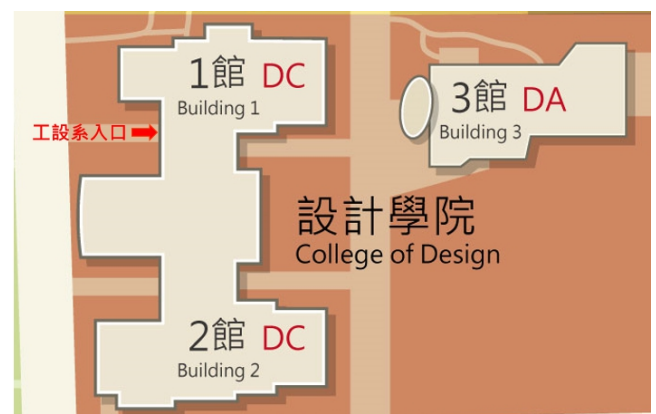 1館 DC
Building 1
3館 DA
Building 3
工設系入口
設計學院
College of Design
2館 DC
Building 2